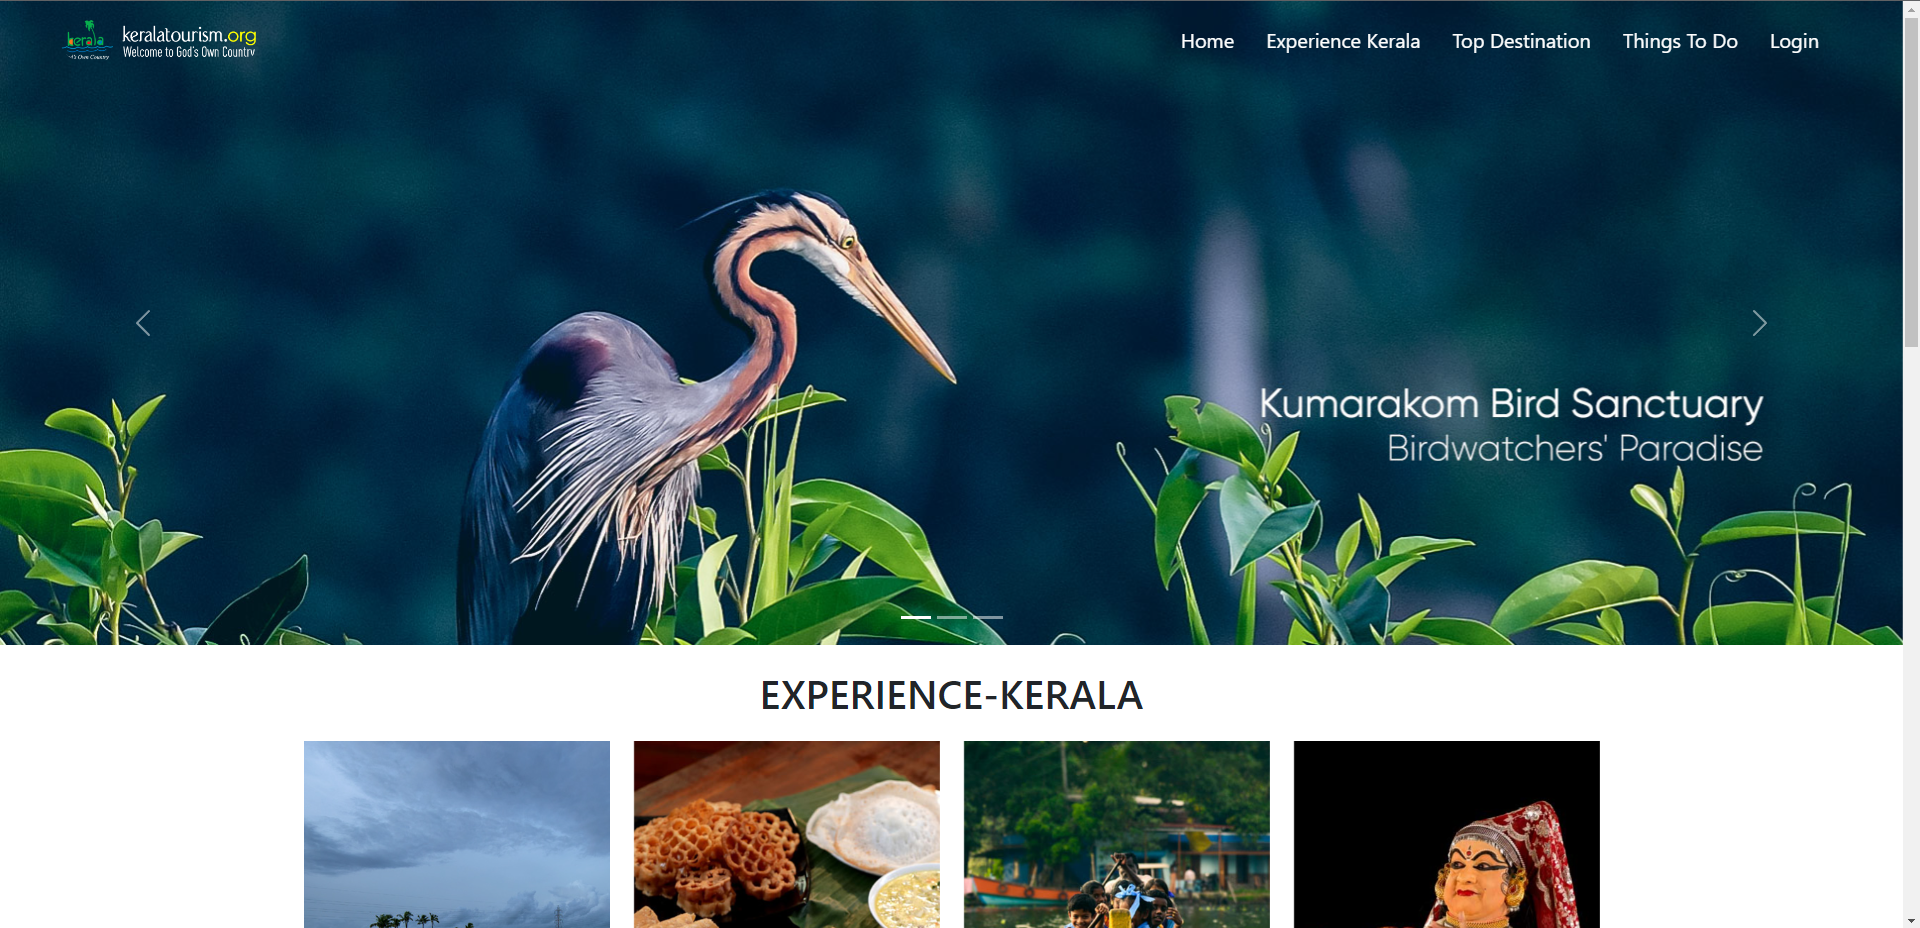 kerala
keralatourism.org
Welcome to God's Own Country
Home
Experience Kerala
Top Destination
Things To Do
Login
Kumarakom Bird Sanctuary
Birdwatchers' Paradise
EXPERIENCE-KERALA